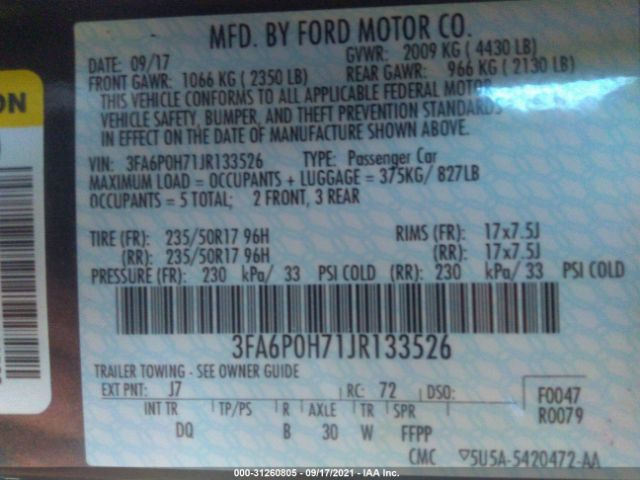 MFD. BY FORD MOTOR CO.
DATE: 09/17 GVWR: 2009 KG ( 4430 LB)
FRONT GAWR: 1066 KG ( 2350 LB) REAR GAWR: 966 KG ( 2130 LB)
THIS VEHICLE CONFORMS TO ALL APPLICABLE FEDERAL MOTOR
VEHICLE SAFETY, BUMPER, AND THEFT PREVENTION STANDARDS
IN EFFECT ON THE DATE OF MANUFACTURE SHOWN ABOVE.
VIN: 3FA6P0H71JR133526 TYPE: Passenger Car
MAXIMUM LOAD = OCCUPANTS + LUGGAGE = 375KG/ 827LB
OCCUPANTS = 5 TOTAL; 2 FRONT, 3 REAR
TIRE (FR): 235/50R17 96H RIMS (FR): 17x7.5J
(RR): 235/50R17 96H (RR): 17x7.5J
PRESSURE (FR): 230 kPa/ 33 PSI COLD (RR): 230 kPa/ 33 PSI COLD
3FA6P0H71JR133526
TRAILER TOWING - SEE OWNER GUIDE
EXT PNT: J7 RC: 72 DSO: F0047
INT TR TP/PS R AXLE TR SPR R0079
DQ B 30 W FFPP
CMC ▽5U5A-5420472-AA
ON
000 - 31260805 - 09/17/2021 - IAA Inc.